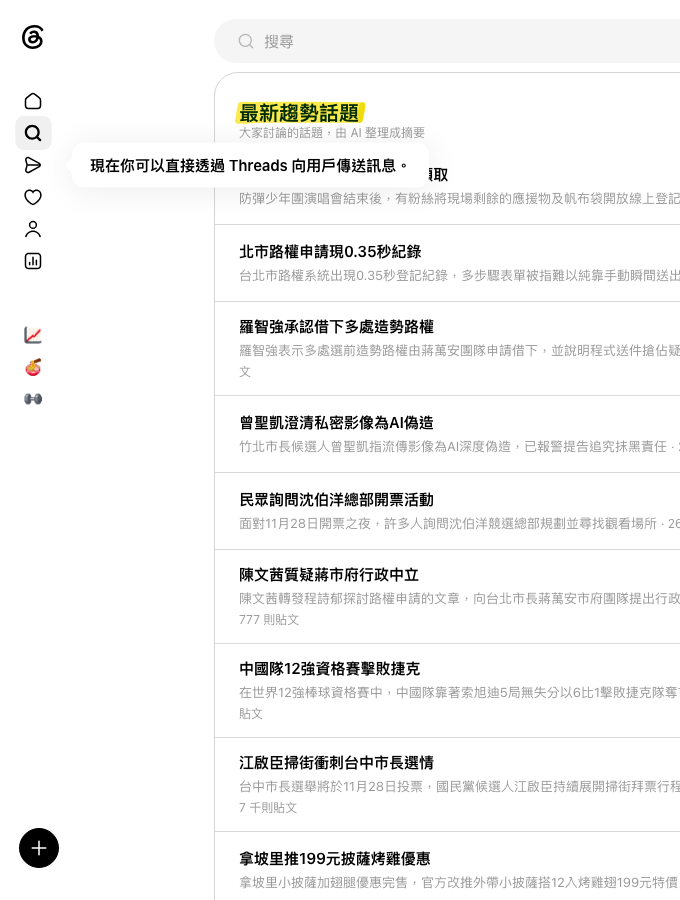 搜尋
最新趨勢話題
大家討論的話題，由 AI 整理成摘要
現在你可以直接透過 Threads 向用戶傳送訊息。
取
防彈少年團演唱會結束後，有粉絲將現場剩餘的應援物及帆布袋開放線上登記
北市路權申請現0.35秒紀錄
台北市路權系統出現0.35秒登記紀錄，多步驟表單被指難以純靠手動瞬間送出
羅智強承認借下多處造勢路權
羅智強表示多處選前造勢路權由蔣萬安團隊申請借下，並說明程式送件搶佔疑
文
曾聖凱澄清私密影像為AI偽造
竹北市長候選人曾聖凱指流傳影像為AI深度偽造，已報警提告追究抹黑責任 ·
民眾詢問沈伯洋總部開票活動
面對11月28日開票之夜，許多人詢問沈伯洋競選總部規劃並尋找觀看場所 · 26
陳文茜質疑蔣市府行政中立
陳文茜轉發程詩郁探討路權申請的文章，向台北市長蔣萬安市府團隊提出行政
777 則貼文
中國隊12強資格賽擊敗捷克
在世界12強棒球資格賽中，中國隊靠著索旭迪5局無失分以6比1擊敗捷克隊奪
貼文
江啟臣掃街衝刺台中市長選情
台中市長選舉將於11月28日投票，國民黨候選人江啟臣持續展開掃街拜票行程
7 千則貼文
拿坡里推199元披薩烤雞優惠
拿坡里小披薩加翅腿優惠完售，官方改推外帶小披薩搭12入烤雞翅199元特價